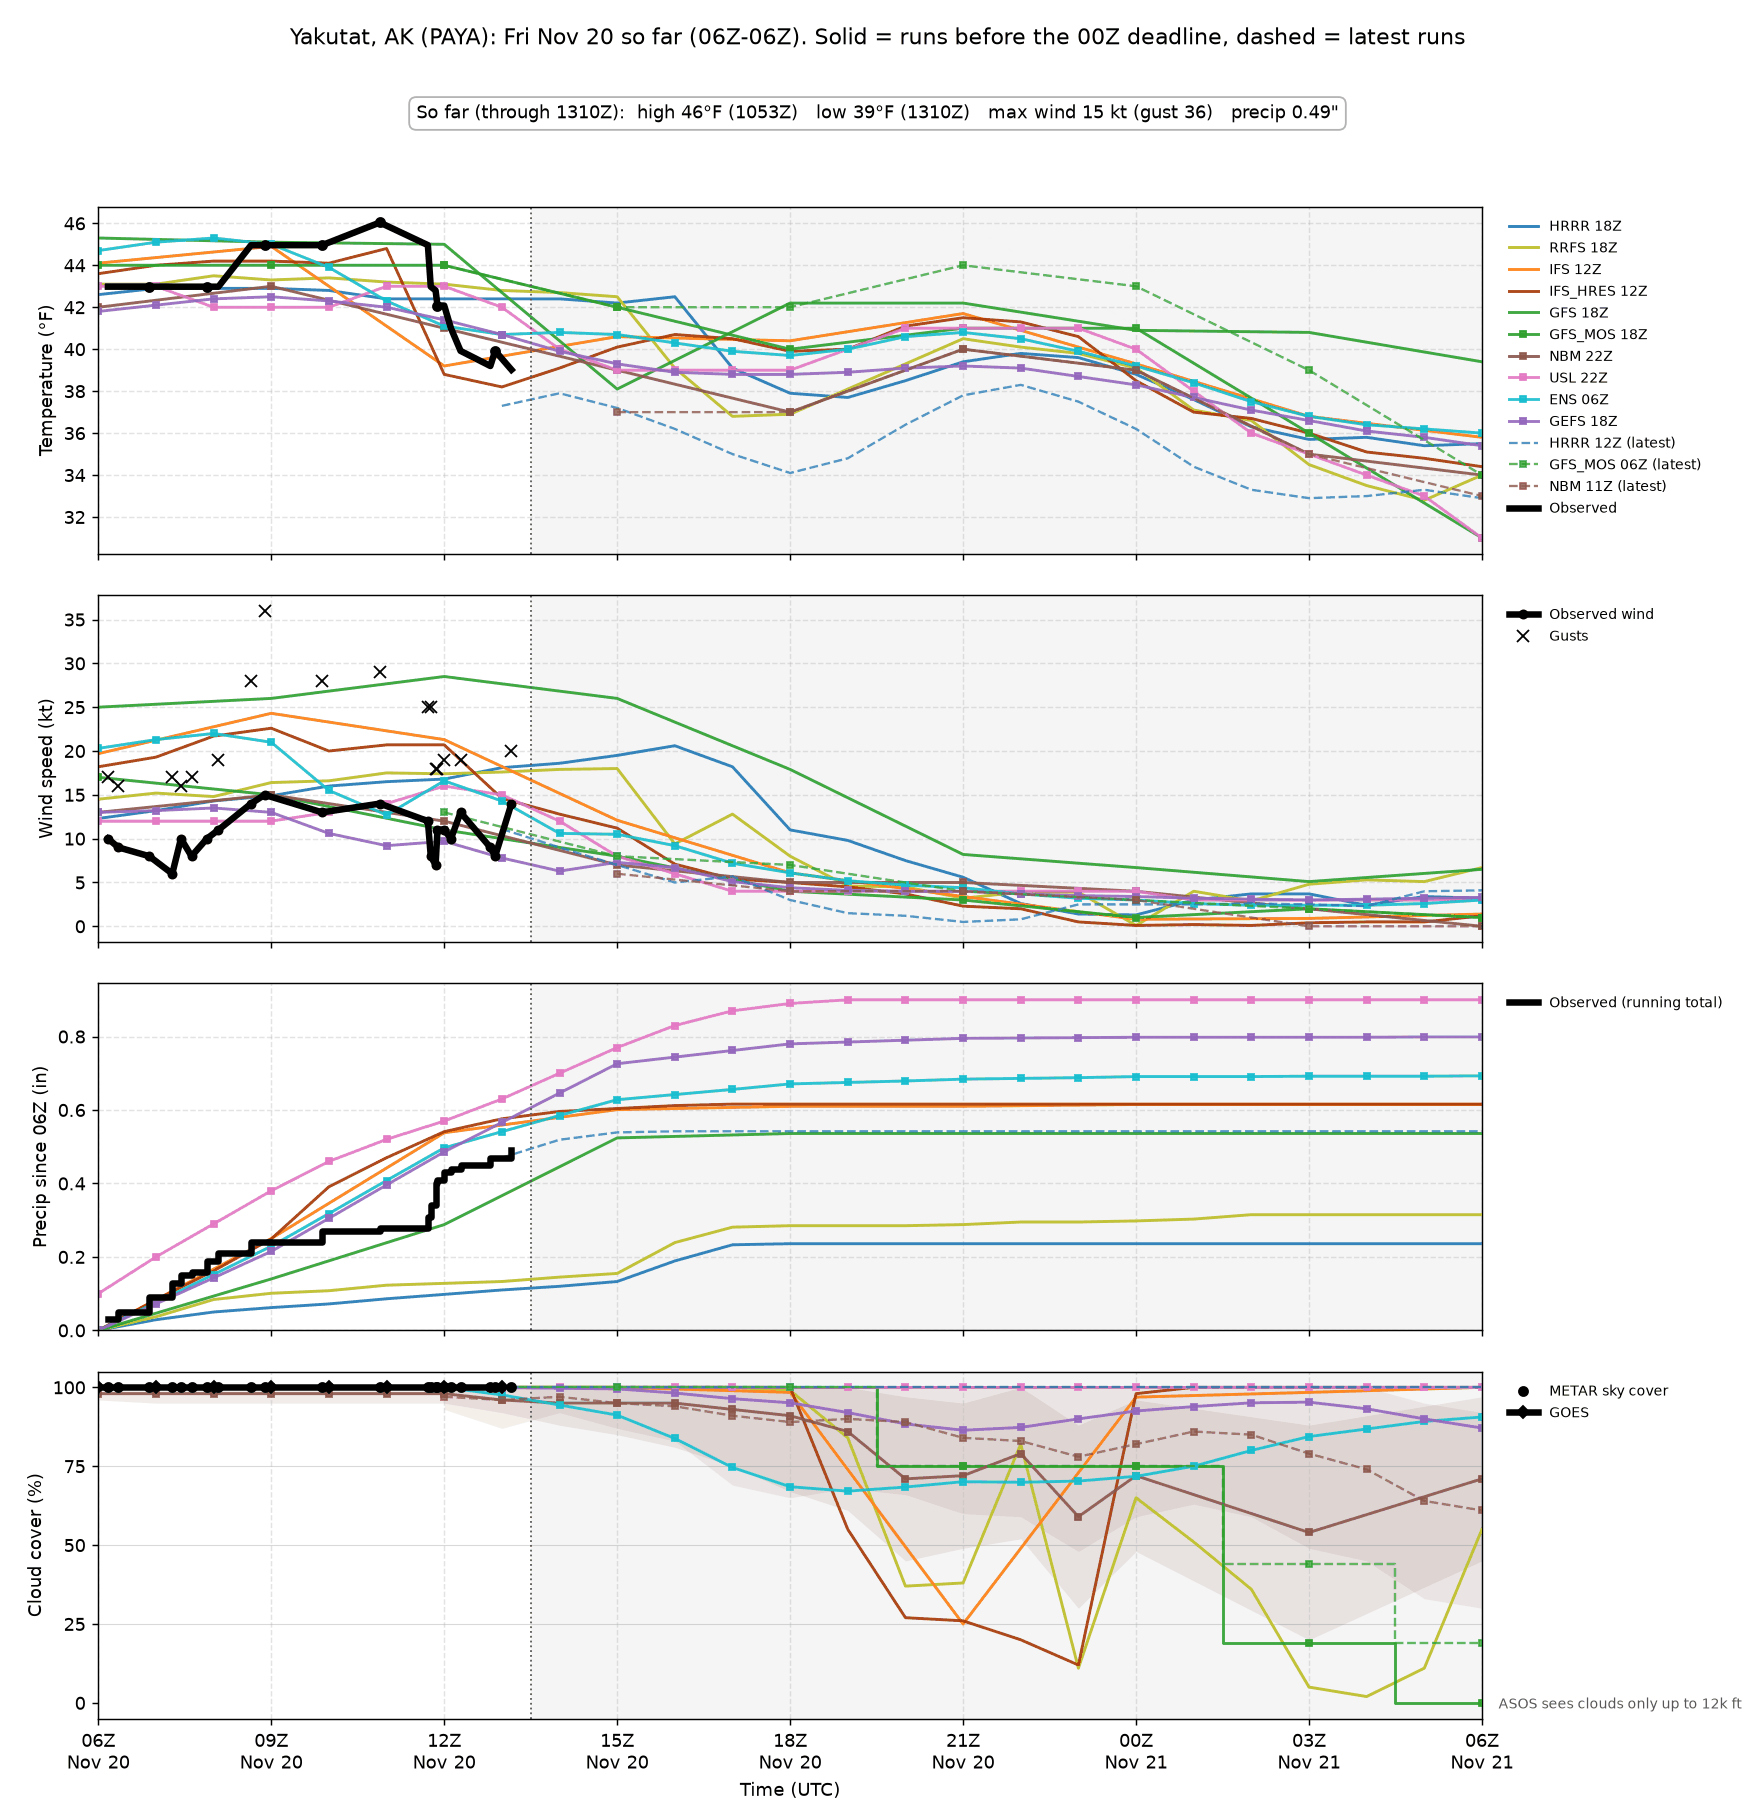 Yakutat, AK (PAYA): Fri Nov 20 so far (06Z-06Z). Solid = runs before the 00Z deadline, dashed = latest runs
So far (through 1310Z):  high 46°F (1053Z)   low 39°F (1310Z)   max wind 15 kt (gust 36)   precip 0.49"
Temperature (°F)
46
44
42
40
38
36
34
32
HRRR 18Z
RRFS 18Z
IFS 12Z
IFS_HRES 12Z
GFS 18Z
GFS_MOS 18Z
NBM 22Z
USL 22Z
ENS 06Z
GEFS 18Z
HRRR 12Z (latest)
GFS_MOS 06Z (latest)
NBM 11Z (latest)
Observed
Wind speed (kt)
35
30
25
20
15
10
5
0
Observed wind
Gusts
Precip since 06Z (in)
0.8
0.6
0.4
0.2
0.0
Observed (running total)
Cloud cover (%)
100
75
50
25
0
METAR sky cover
GOES
ASOS sees clouds only up to 12k ft
06Z 09Z 12Z 15Z 18Z 21Z 00Z 03Z 06Z
Nov 20 Nov 20 Nov 20 Nov 20 Nov 20 Nov 20 Nov 21 Nov 21 Nov 21
Time (UTC)